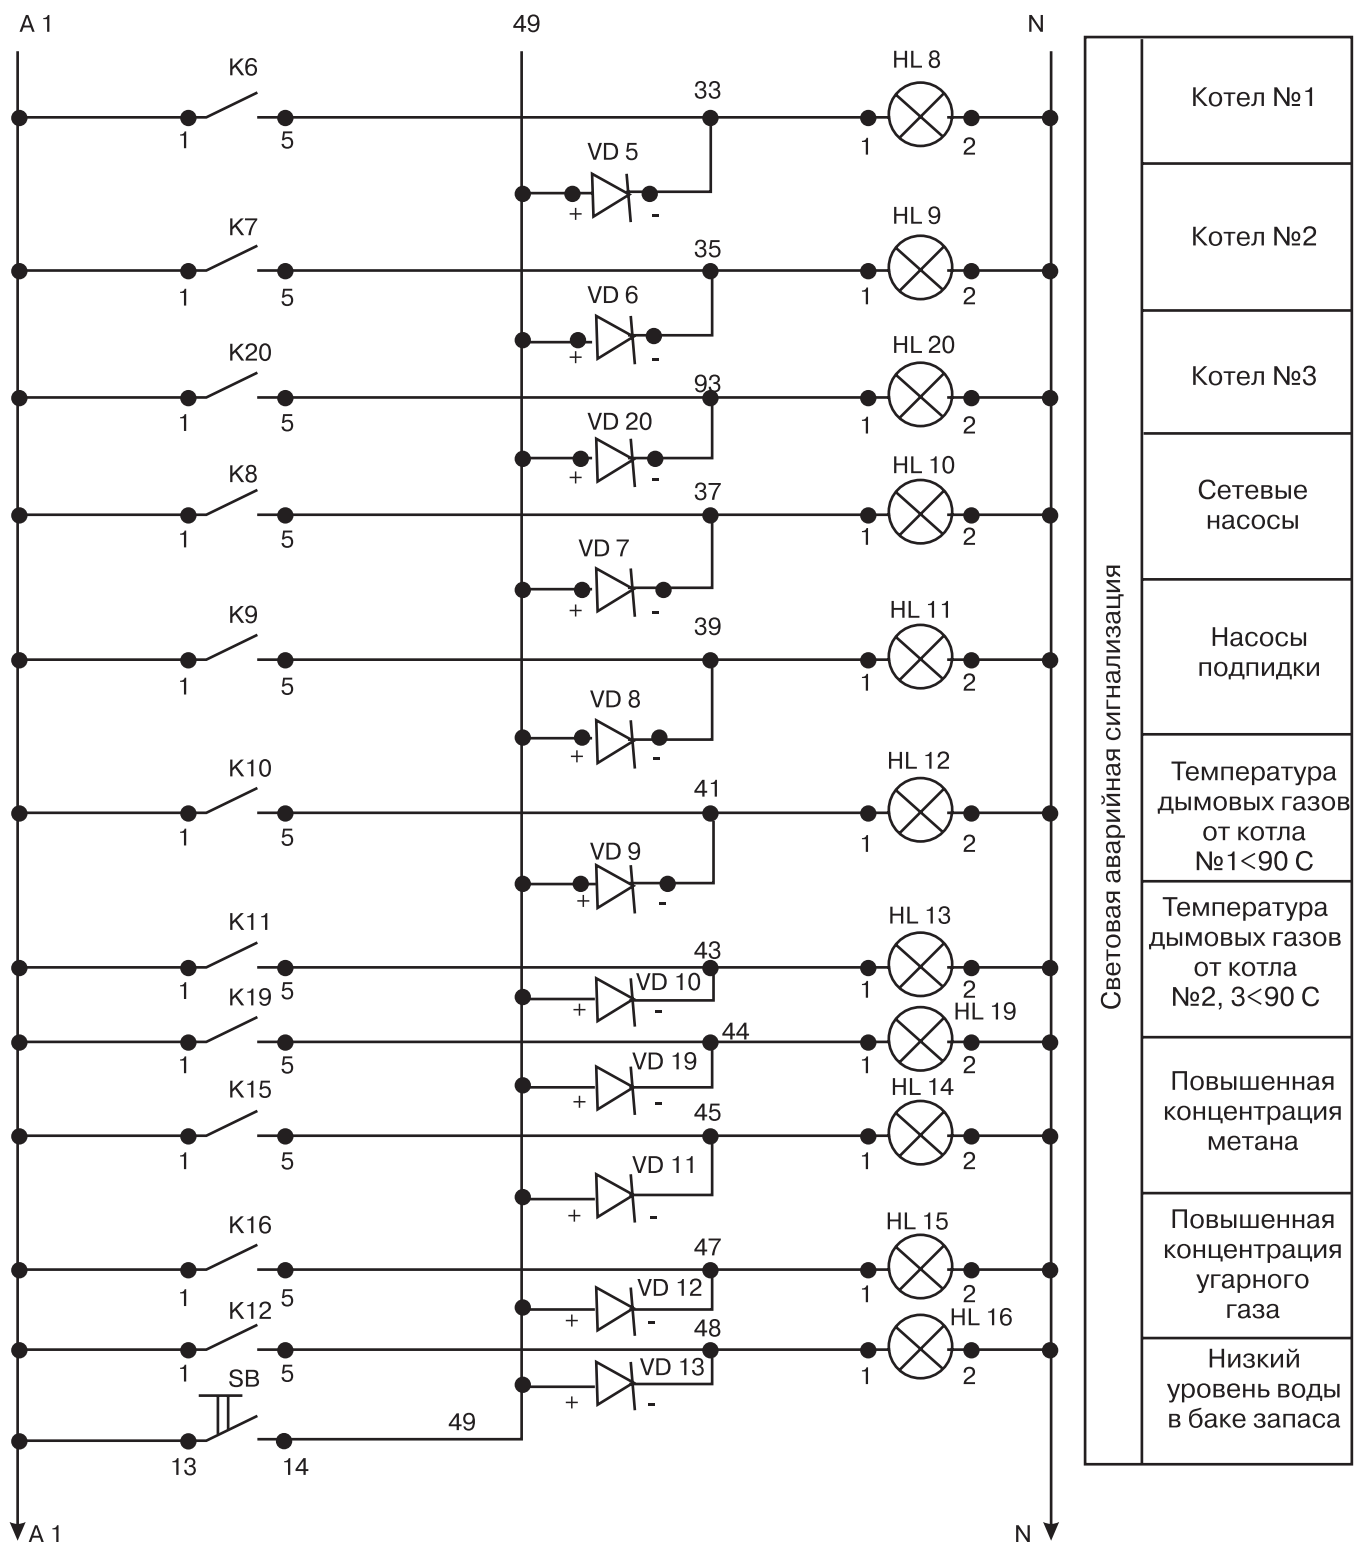 A 1 49 N
K6 33 HL 8
1 5 1 2
VD 5
+ -
Котел №1
K7 35 HL 9
1 5 1 2
VD 6
+ -
Котел №2
K20 93 HL 20
1 5 1 2
VD 20
+ -
Котел №3
K8 37 HL 10
1 5 1 2
VD 7
+ -
Сетевые
насосы
K9 39 HL 11
1 5 1 2
VD 8
+ -
Насосы
подпидки
K10 41 HL 12
1 5 1 2
VD 9
+ -
Температура
дымовых газов
от котла
№1<90 С
K11 43 HL 13
1 5 1 2
VD 10
+ -
Температура
дымовых газов
от котла
№2, 3<90 С
K19 44 HL 19
1 5 1 2
VD 19
+ -
K15 45 HL 14
1 5 1 2
VD 11
+ -
Повышенная
концентрация
метана
K16 47 HL 15
1 5 1 2
VD 12
+ -
Повышенная
концентрация
угарного
газа
K12 48 HL 16
1 5 1 2
VD 13
+ -
Низкий
уровень воды
в баке запаса
SB 49
13 14
Световая аварийная сигнализация
A 1 N